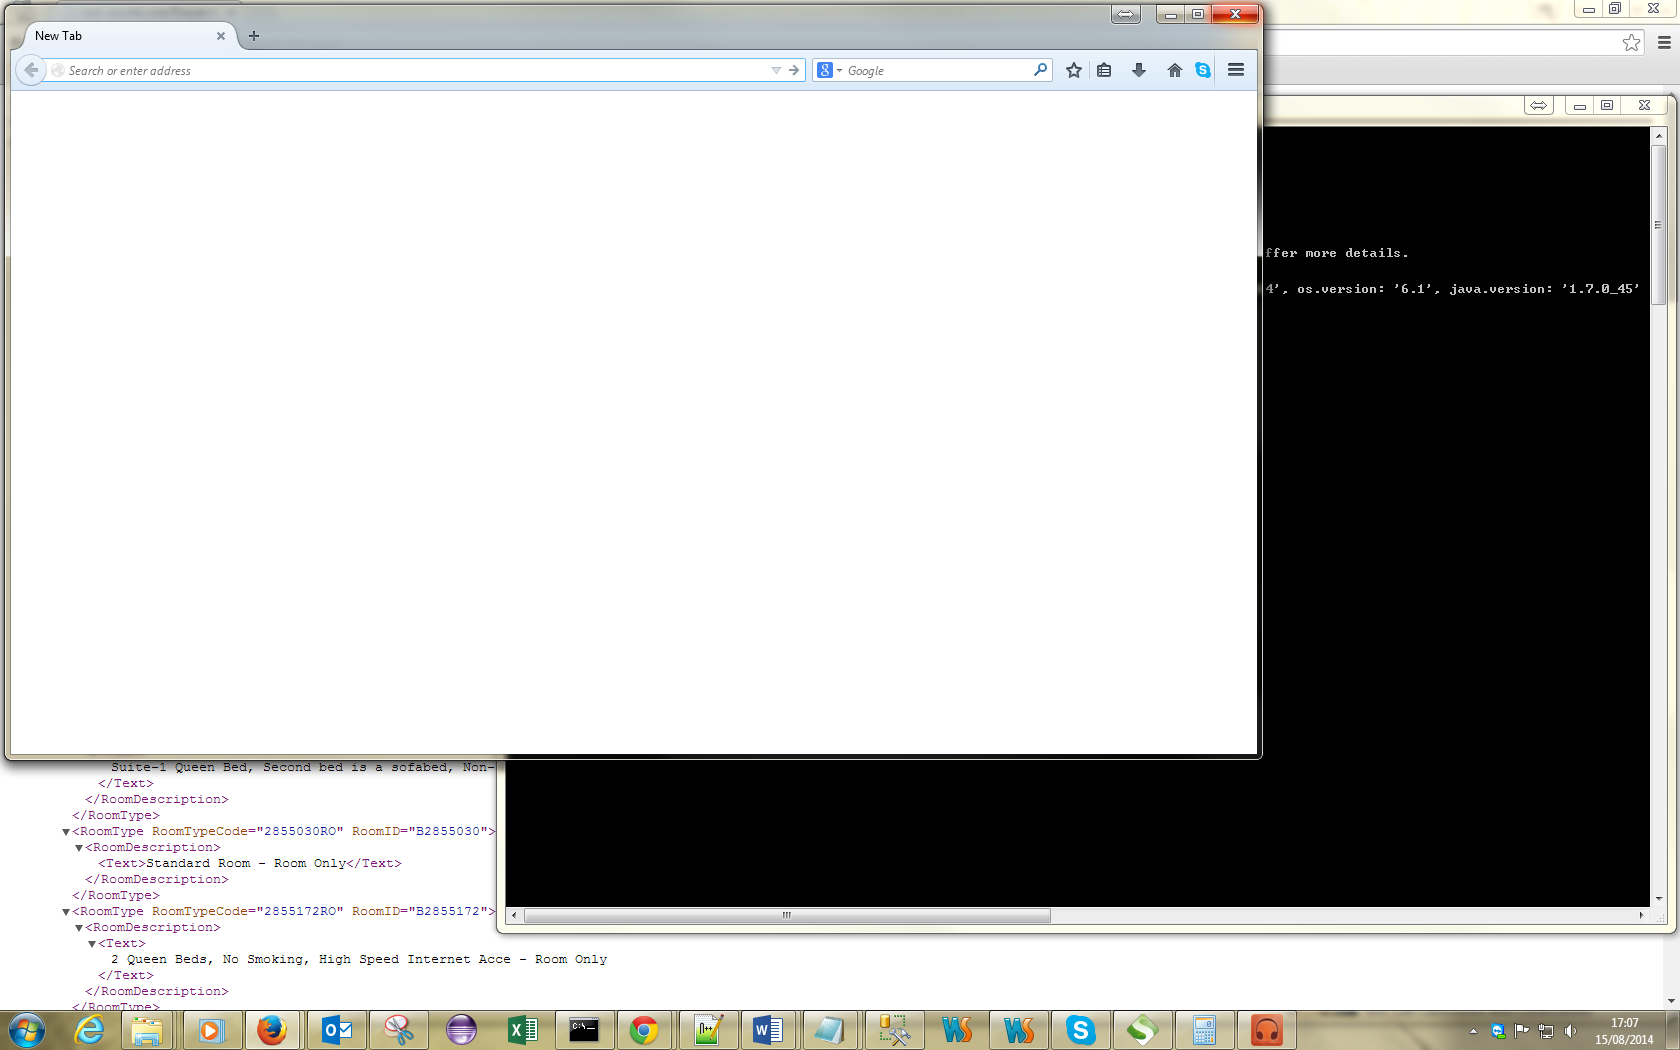 New Tab
Search or enter address
8
Google
S
ffer more details.
4', os.version: '6.1', java.version: '1.7.0_45'
Suite-1 Queen Bed, Second bed is a sofabed, Non-
</Text>
</RoomDescription>
</RoomType>
▼<RoomType RoomTypeCode="2855030RO" RoomID="B2855030">
▼<RoomDescription>
<Text>Standard Room - Room Only</Text>
</RoomDescription>
</RoomType>
▼<RoomType RoomTypeCode="2855172RO" RoomID="B2855172">
▼<RoomDescription>
▼<Text>
2 Queen Beds, No Smoking, High Speed Internet Acce - Room Only
</Text>
</RoomDescription>
</RoomType>
C:\_
17:07
15/08/2014